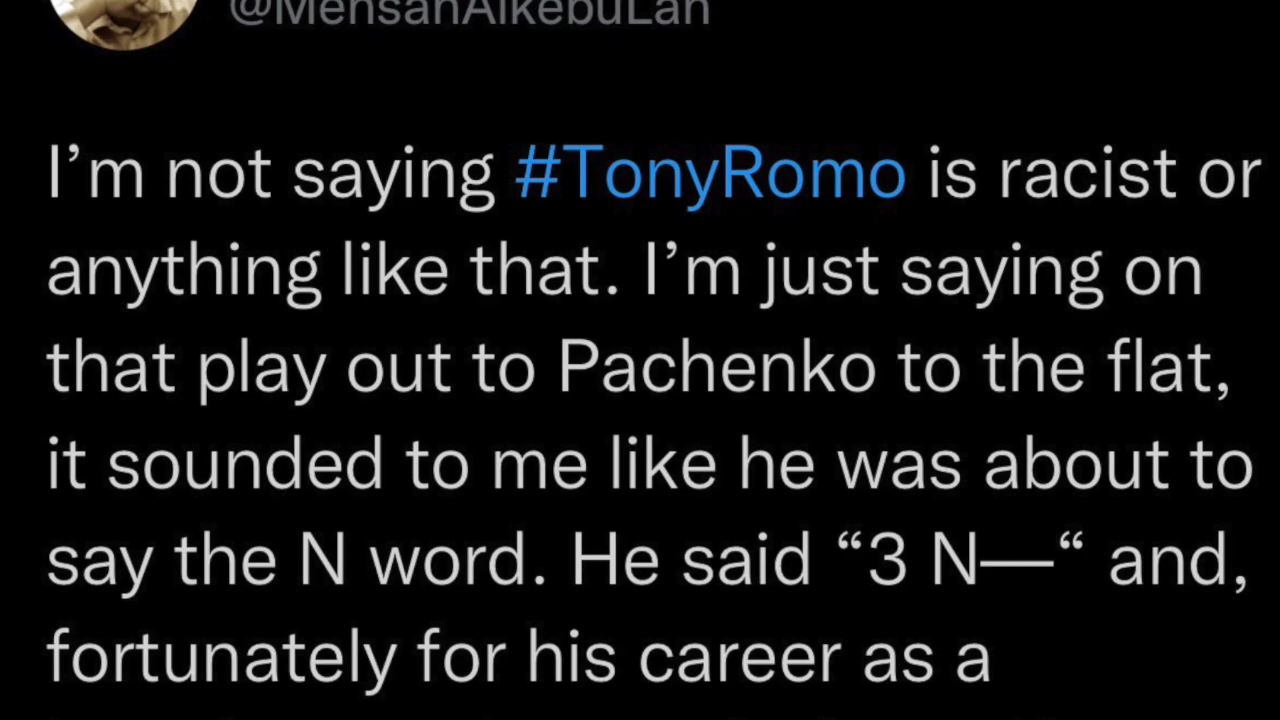 @MensahAlkebuLan
I’m not saying #TonyRomo is racist or
anything like that. I’m just saying on
that play out to Pachenko to the flat,
it sounded to me like he was about to
say the N word. He said “3 N—“ and,
fortunately for his career as a